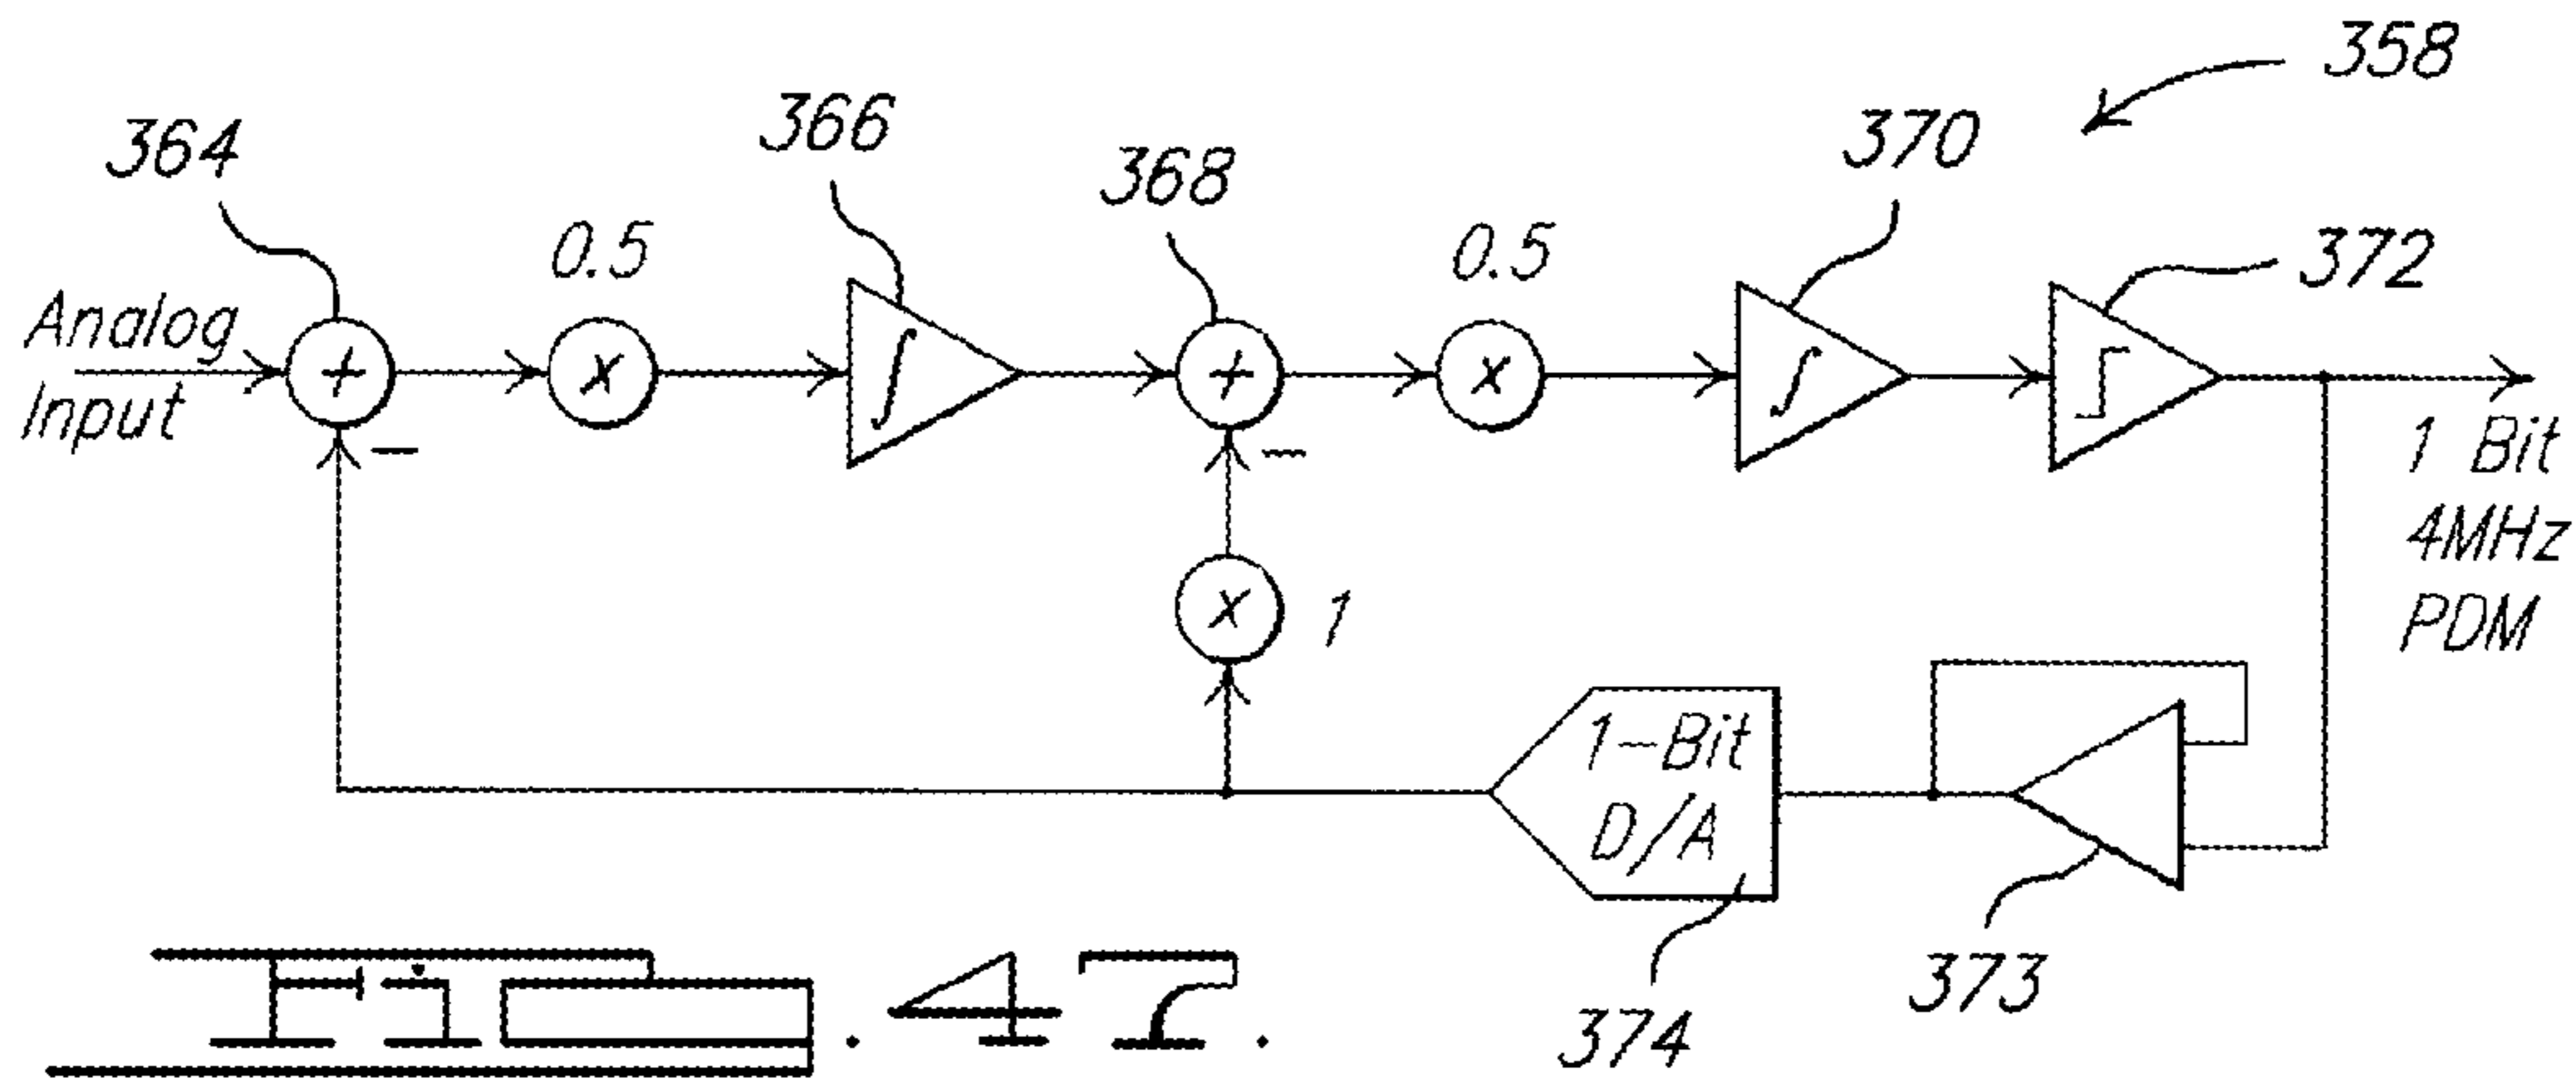 358
366
370
364
368
372
0.5
0.5
Analog
Input
+
x
∫
+
x
∫
−
−
1 Bit
4MHz
PDM
x
1
1-Bit
D/A
373
374
Fig. 47.